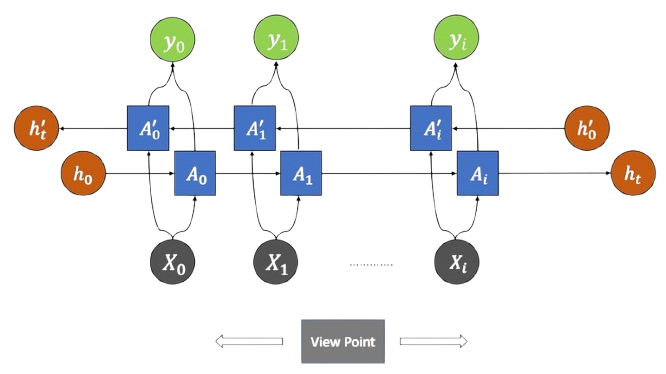 y₀ y₁ yᵢ
h′ₜ A′₀ A′₁ A′ᵢ h′₀
h₀ A₀ A₁ Aᵢ hₜ
X₀ X₁ ............ Xᵢ
View Point